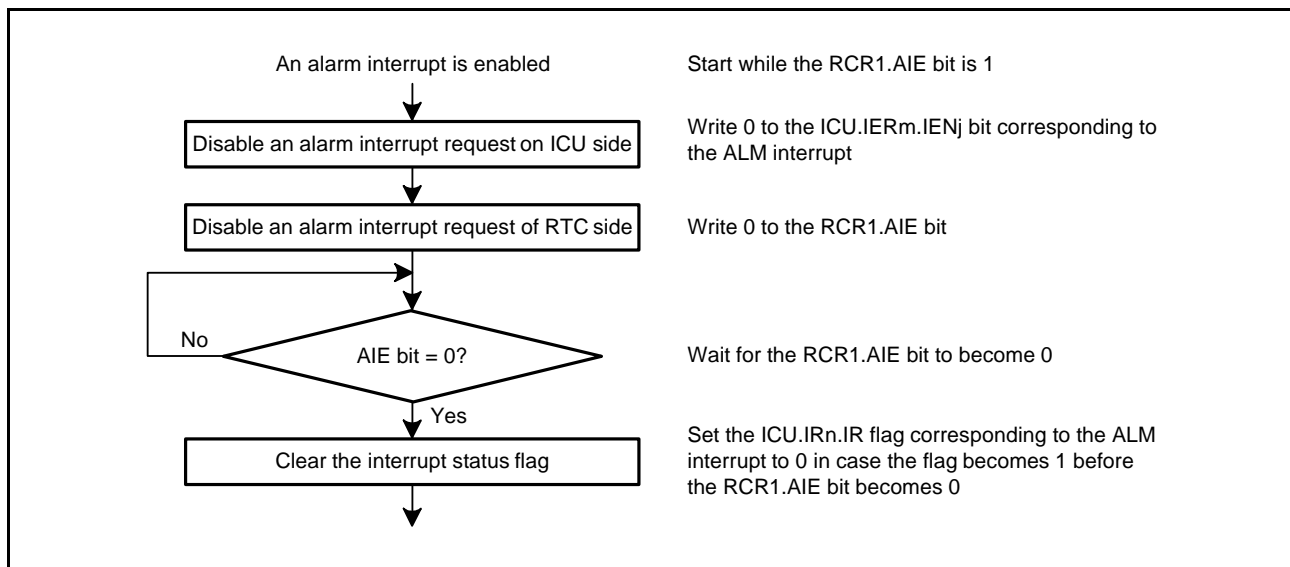 An alarm interrupt is enabled
Start while the RCR1.AIE bit is 1
Disable an alarm interrupt request on ICU side
Write 0 to the ICU.IERm.IENj bit corresponding to
the ALM interrupt
Disable an alarm interrupt request of RTC side
Write 0 to the RCR1.AIE bit
No
AIE bit = 0?
Wait for the RCR1.AIE bit to become 0
Yes
Clear the interrupt status flag
Set the ICU.IRn.IR flag corresponding to the ALM
interrupt to 0 in case the flag becomes 1 before
the RCR1.AIE bit becomes 0